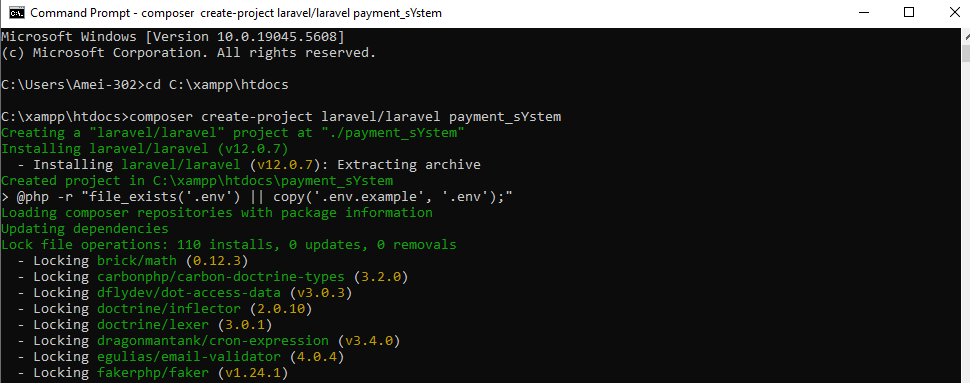 Command Prompt - composer  create-project laravel/laravel payment_sYstem
Microsoft Windows [Version 10.0.19045.5608]
(c) Microsoft Corporation. All rights reserved.
C:\Users\Amei-302>cd C:\xampp\htdocs
C:\xampp\htdocs>composer create-project laravel/laravel payment_sYstem
Creating a "laravel/laravel" project at "./payment_sYstem"
Installing laravel/laravel (v12.0.7)
  - Installing laravel/laravel (v12.0.7): Extracting archive
Created project in C:\xampp\htdocs\payment_sYstem
> @php -r "file_exists('.env') || copy('.env.example', '.env');"
Loading composer repositories with package information
Updating dependencies
Lock file operations: 110 installs, 0 updates, 0 removals
  - Locking brick/math (0.12.3)
  - Locking carbonphp/carbon-doctrine-types (3.2.0)
  - Locking dflydev/dot-access-data (v3.0.3)
  - Locking doctrine/inflector (2.0.10)
  - Locking doctrine/lexer (3.0.1)
  - Locking dragonmantank/cron-expression (v3.4.0)
  - Locking egulias/email-validator (4.0.4)
  - Locking fakerphp/faker (v1.24.1)